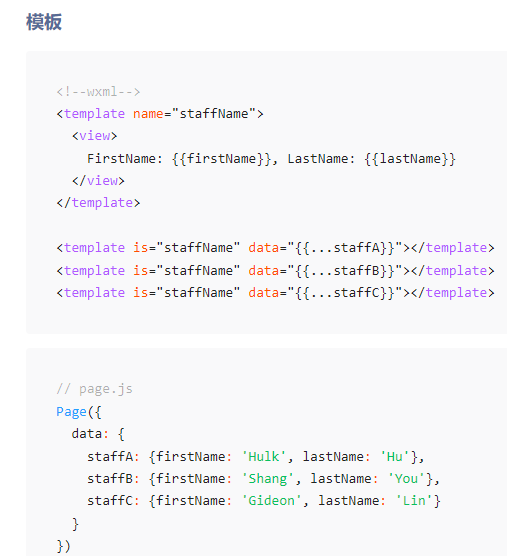 模板
<!--wxml-->
<template name="staffName">
  <view>
    FirstName: {{firstName}}, LastName: {{lastName}}
  </view>
</template>
<template is="staffName" data="{{...staffA}}"></template>
<template is="staffName" data="{{...staffB}}"></template>
<template is="staffName" data="{{...staffC}}"></template>
// page.js
Page({
  data: {
    staffA: {firstName: 'Hulk', lastName: 'Hu'},
    staffB: {firstName: 'Shang', lastName: 'You'},
    staffC: {firstName: 'Gideon', lastName: 'Lin'}
  }
})